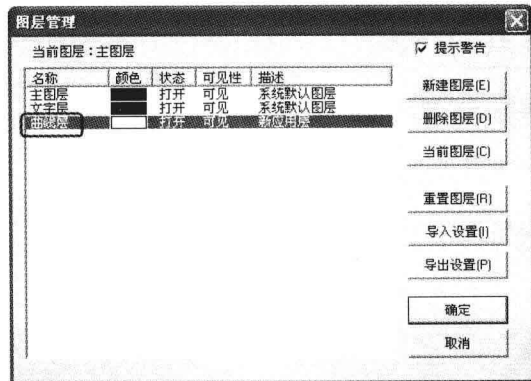 图层管理
当前图层:主图层
提示警告
名称 颜色 状态 可见性 描述
主图层 打开 可见 系统默认图层
文字层 打开 可见 系统默认图层
曲线层 打开 可见 新应用层
新建图层(E)
删除图层(D)
当前图层(C)
重置图层(R)
导入设置(I)
导出设置(P)
确定
取消